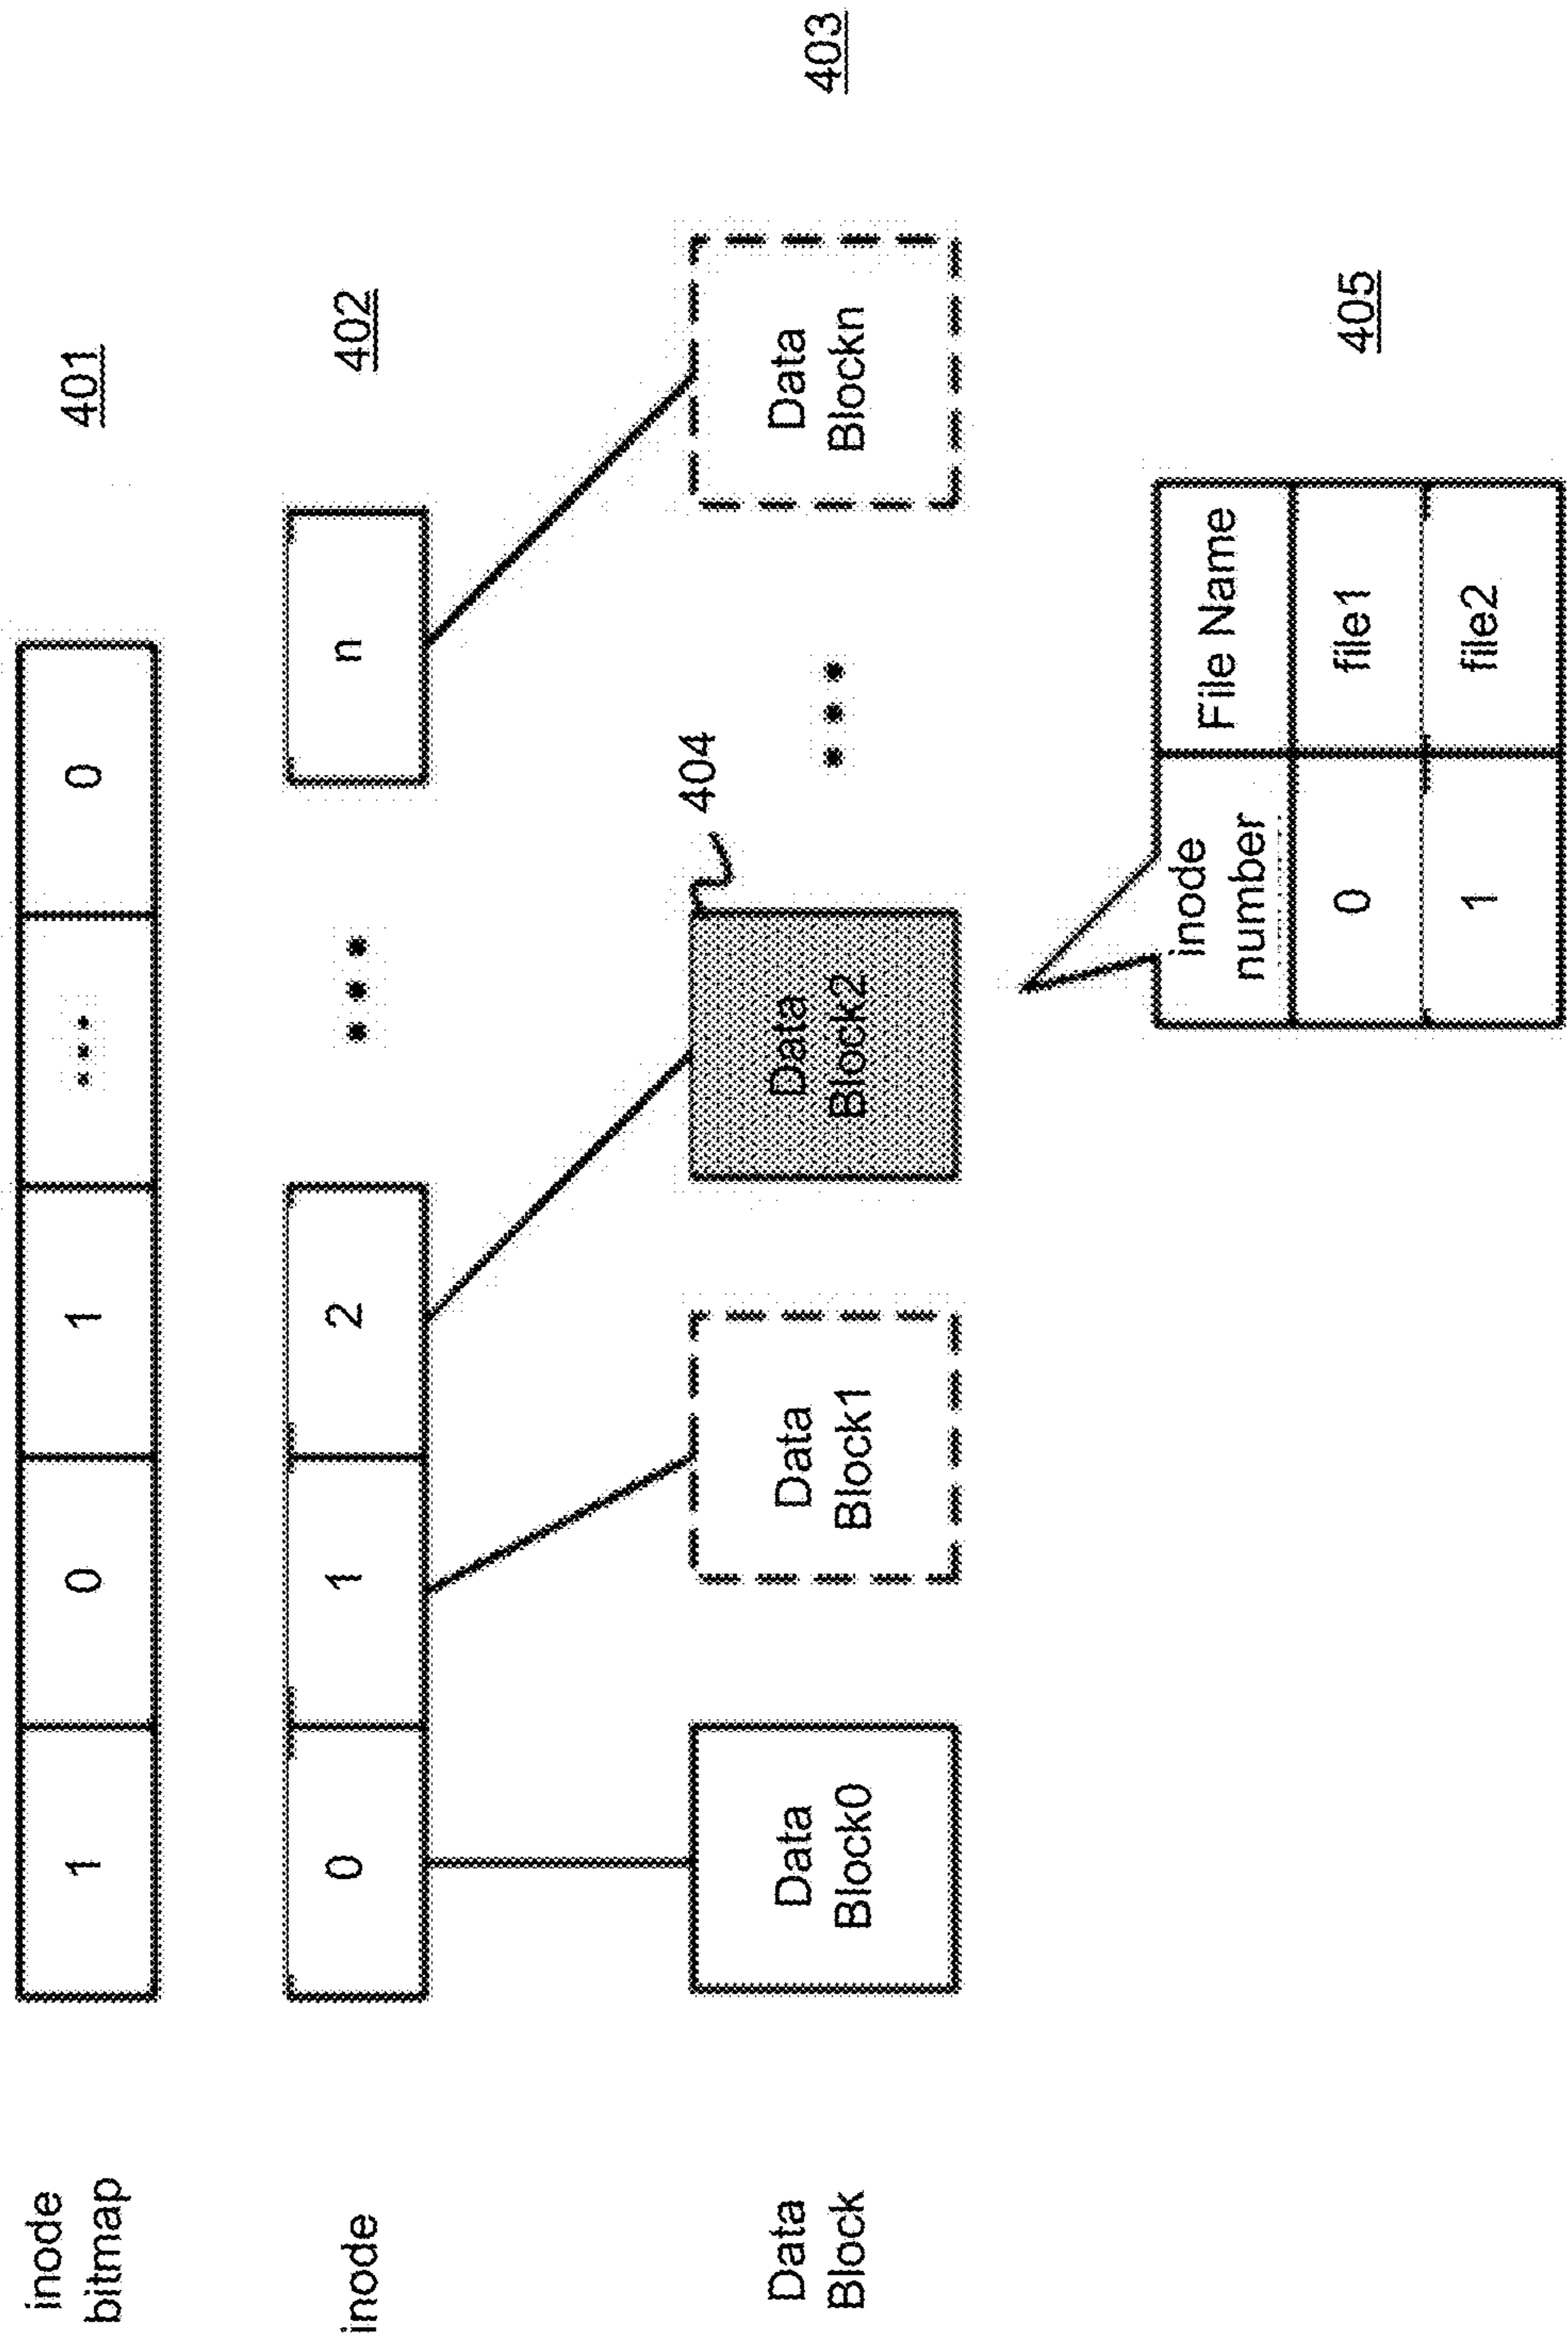 inode
bitmap
1
0
1
...
0
401
inode
0
1
2
...
n
402
404
Data
Block
Data
Block0
Data
Block1
Data
Block2
...
Data
Blockn
403
inode
number
File Name
0
file1
1
file2
405